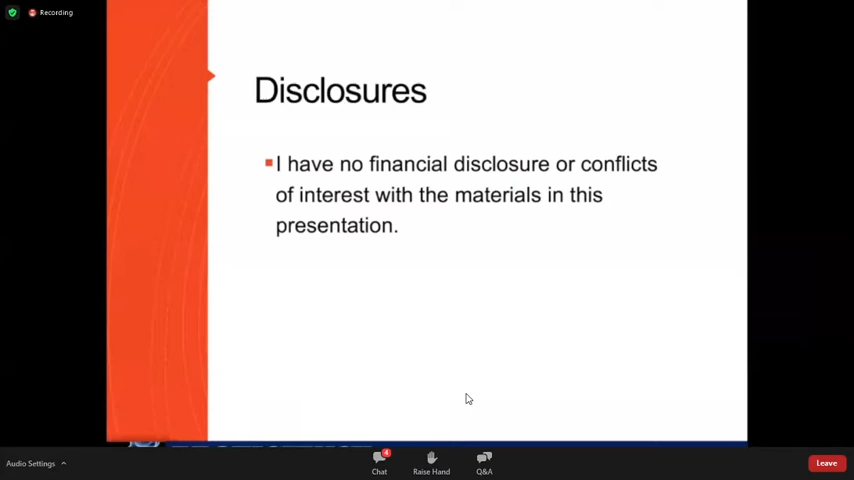 Recording
Disclosures
I have no financial disclosure or conflicts
of interest with the materials in this
presentation.
Audio Settings
4
Chat
Raise Hand
Q&A
Leave